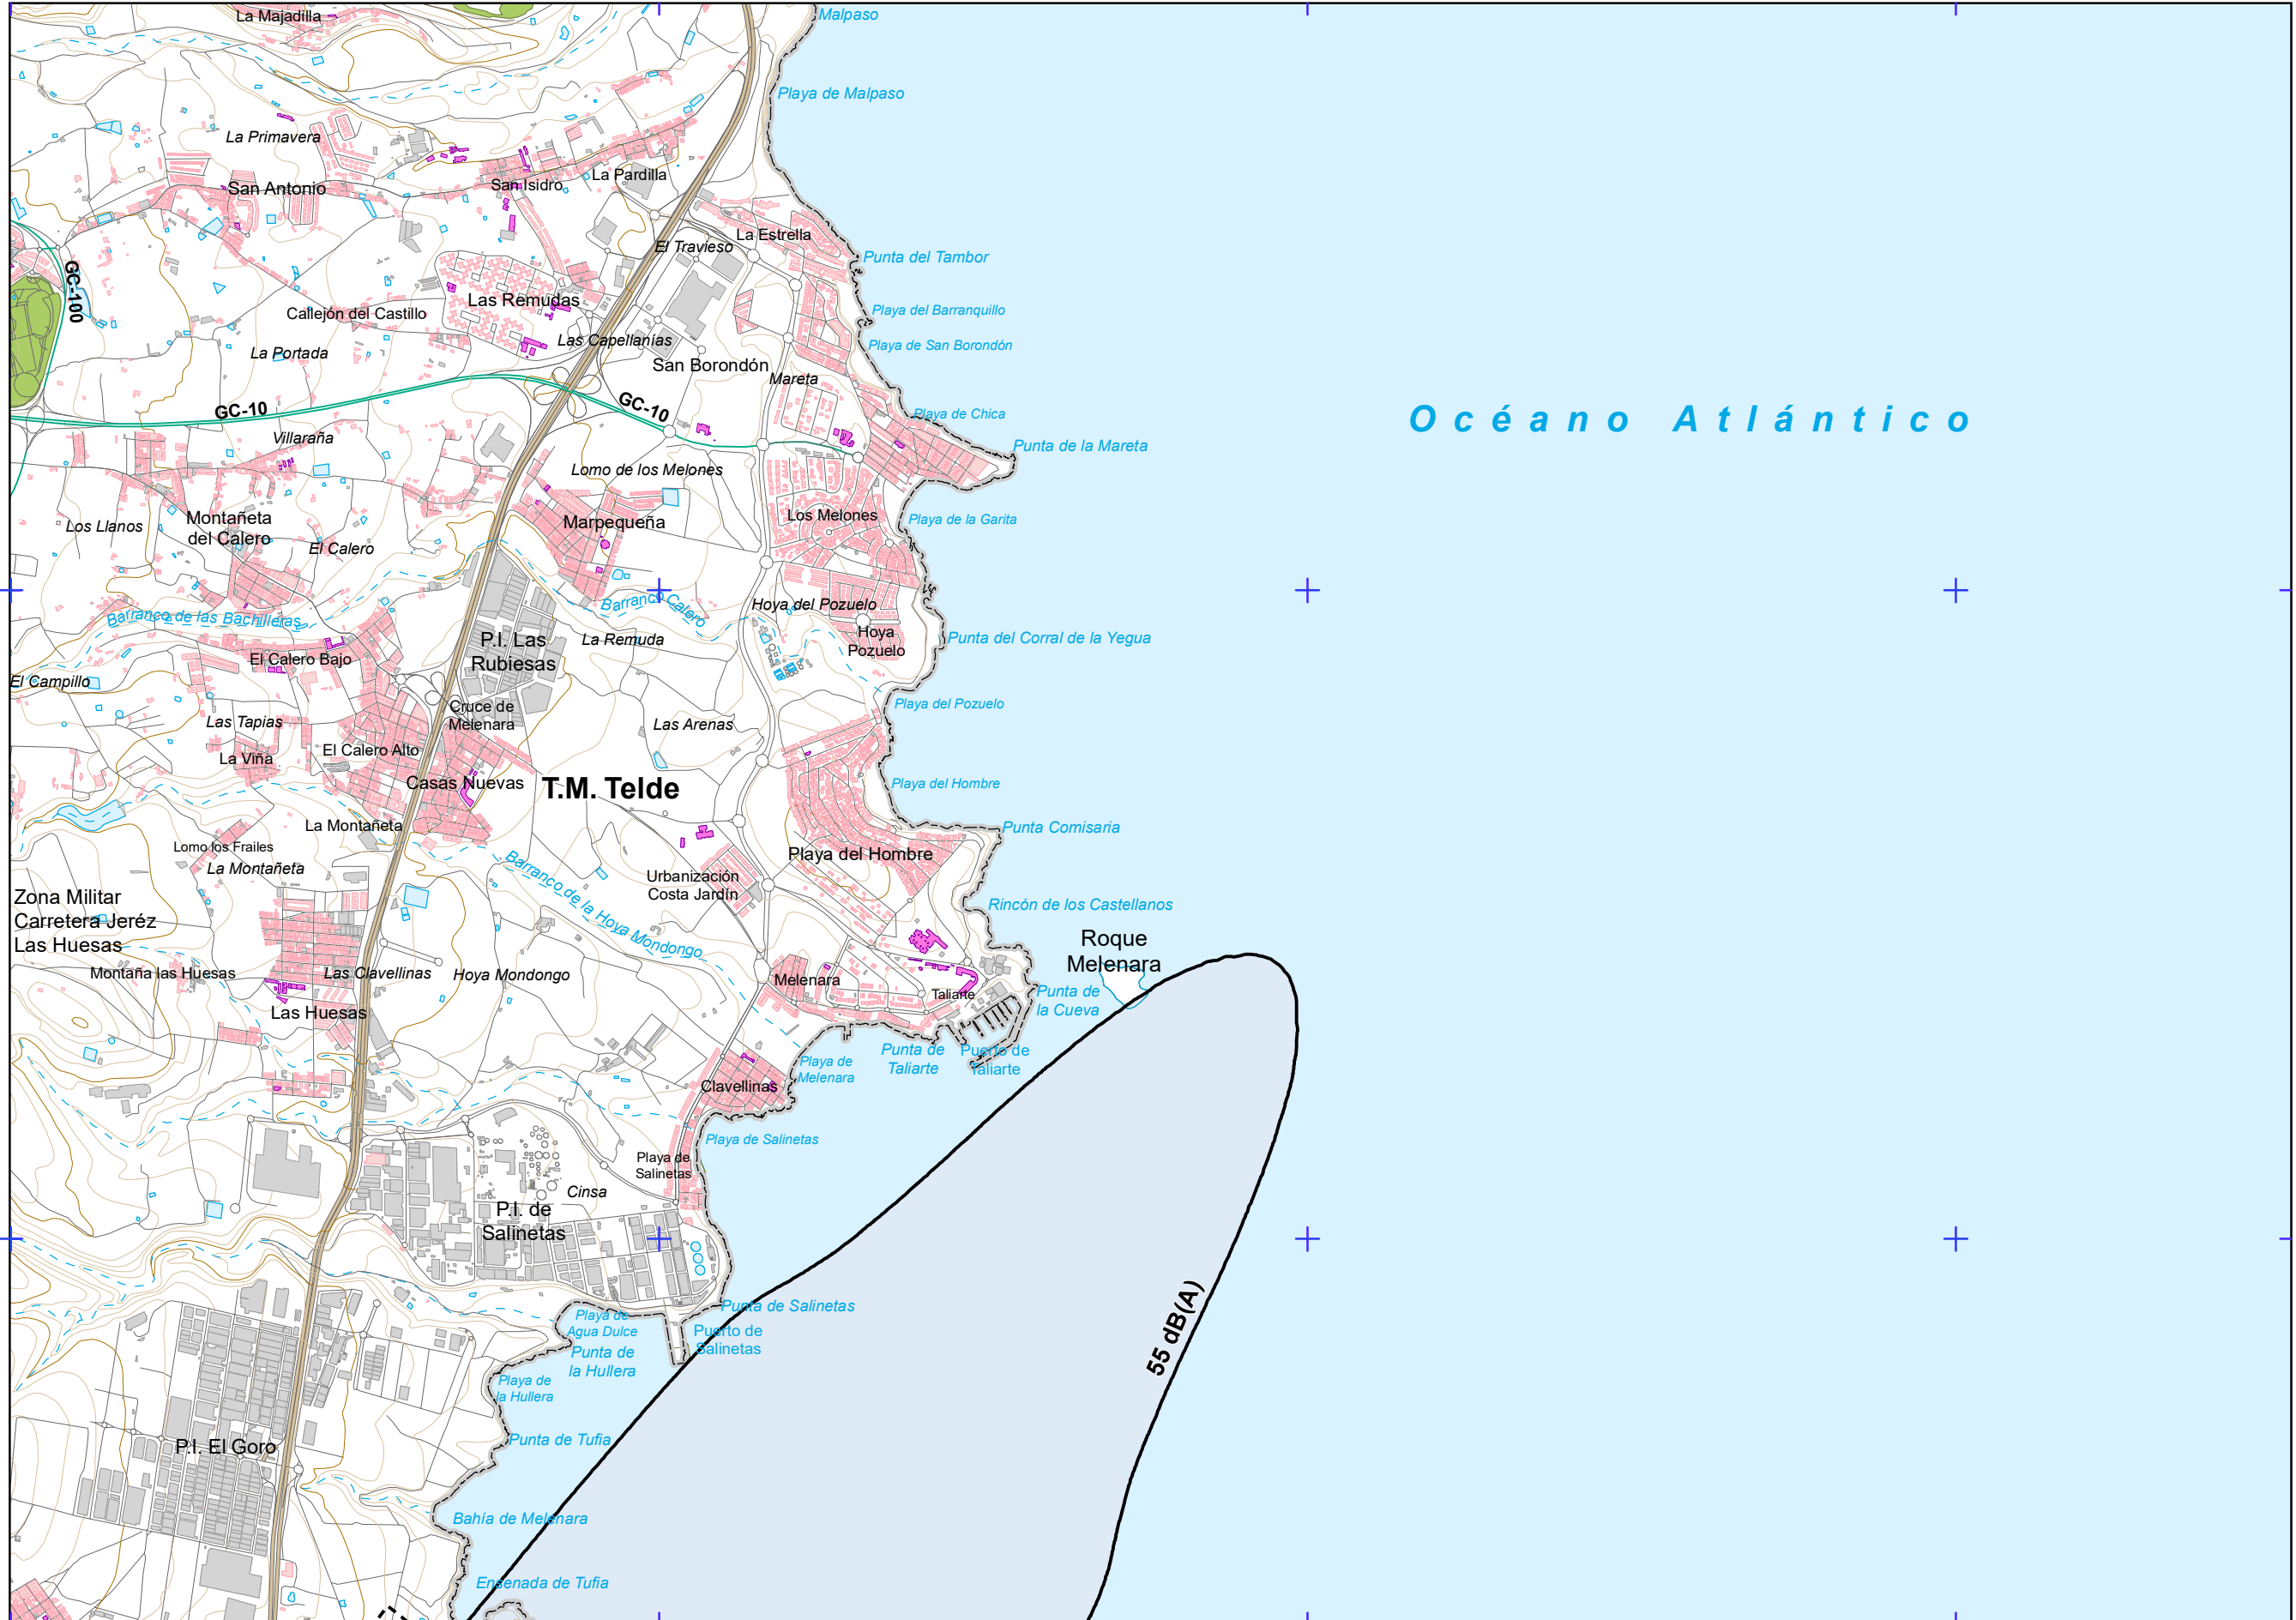 La Majadilla
Malpaso
Playa de Malpaso
La Primavera
San Antonio
San Isidro
La Pardilla
La Estrella
El Travieso
Punta del Tambor
GC-100
Las Remudas
Callejón del Castillo
Playa del Barranquillo
Las Capellanías
Playa de San Borondón
La Portada
San Borondón
Mareta
GC-10
GC-10
Playa de Chica
Océano Atlántico
Villaraña
Punta de la Mareta
Lomo de los Melones
Los Llanos
Montañeta
del Calero
Marpequeña
Los Melones
Playa de la Garita
El Calero
Barranco de las Bachilleras
Barranco Calero
Hoya del Pozuelo
P.I. Las
Rubiesas
La Remuda
Hoya
Pozuelo
Punta del Corral de la Yegua
El Calero Bajo
El Campillo
Cruce de
Melenara
Playa del Pozuelo
Las Tapias
Las Arenas
La Viña
El Calero Alto
Casas Nuevas
T.M. Telde
Playa del Hombre
La Montañeta
Punta Comisaria
Lomo los Frailes
La Montañeta
Playa del Hombre
Barranco de la Hoya Mondongo
Urbanización
Costa Jardín
Zona Militar
Carretera Jeréz
Las Huesas
Rincón de los Castellanos
Roque
Melenara
Montaña las Huesas
Las Clavellinas
Hoya Mondongo
Melenara
Taliarte
Punta de
la Cueva
Las Huesas
Punta de
Taliarte
Puerto de
Taliarte
Playa de
Melenara
Clavellinas
Playa de Salinetas
Playa de
Salinetas
Cinsa
P.I. de
Salinetas
Punta de Salinetas
Playa de
Agua Dulce
Puerto de
Salinetas
Punta de
la Hullera
55 dB(A)
Playa de
la Hullera
P.I. El Goro
Punta de Tufia
Bahía de Melenara
Ensenada de Tufia